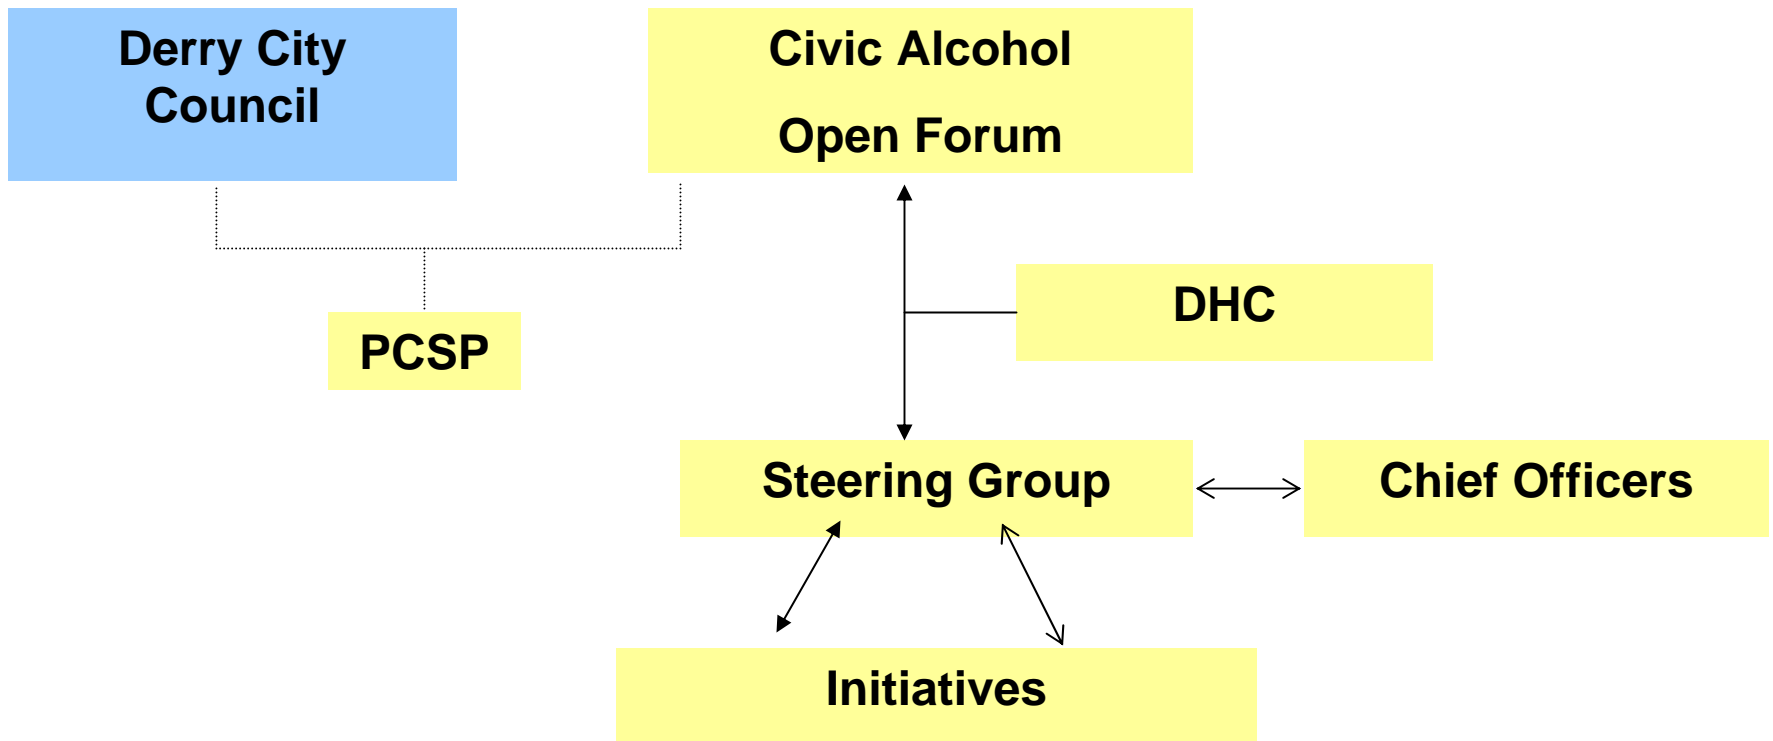 Derry City
Council
Civic Alcohol
Open Forum
DHC
PCSP
Steering Group
Chief Officers
Initiatives